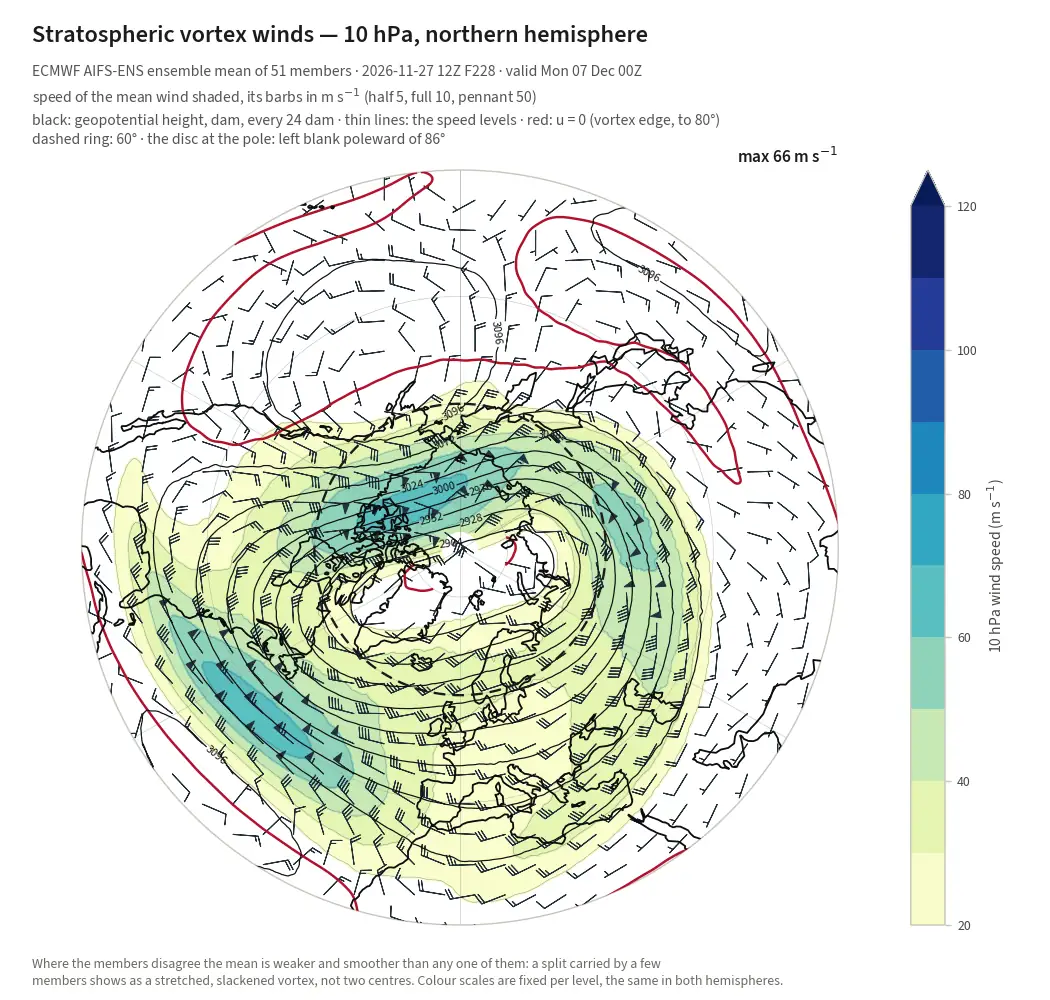 Stratospheric vortex winds — 10 hPa, northern hemisphere
ECMWF AIFS-ENS ensemble mean of 51 members · 2026-11-27 12Z F228 · valid Mon 07 Dec 00Z
speed of the mean wind shaded, its barbs in m s⁻¹ (half 5, full 10, pennant 50)
black: geopotential height, dam, every 24 dam · thin lines: the speed levels · red: u = 0 (vortex edge, to 80°)
dashed ring: 60° · the disc at the pole: left blank poleward of 86°
max 66 m s⁻¹
120
100
80
60
40
20
10 hPa wind speed (m s⁻¹)
3096
3096
3096
3024
3000
2952
2928
3096
Where the members disagree the mean is weaker and smoother than any one of them: a split carried by a few
members shows as a stretched, slackened vortex, not two centres. Colour scales are fixed per level, the same in both hemispheres.